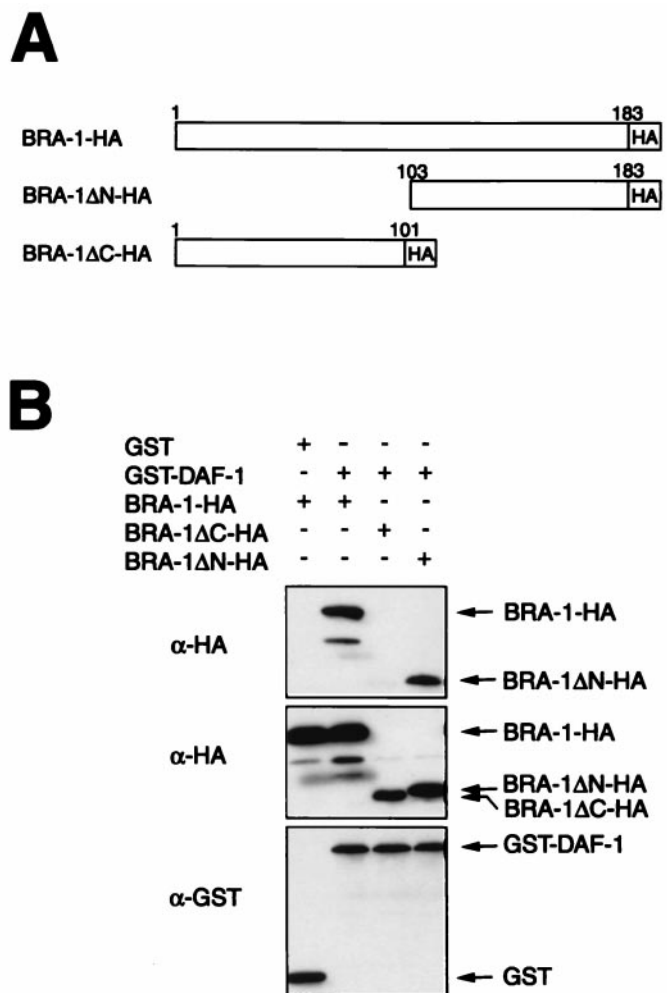 A
1 183
BRA-1-HA HA
103 183
BRA-1ΔN-HA HA
1 101
BRA-1ΔC-HA HA
B
GST + - - -
GST-DAF-1 - + + +
BRA-1-HA + + - -
BRA-1ΔC-HA - - + -
BRA-1ΔN-HA - - - +
BRA-1-HA
α-HA
BRA-1ΔN-HA
BRA-1-HA
α-HA
BRA-1ΔN-HA
BRA-1ΔC-HA
GST-DAF-1
α-GST
GST